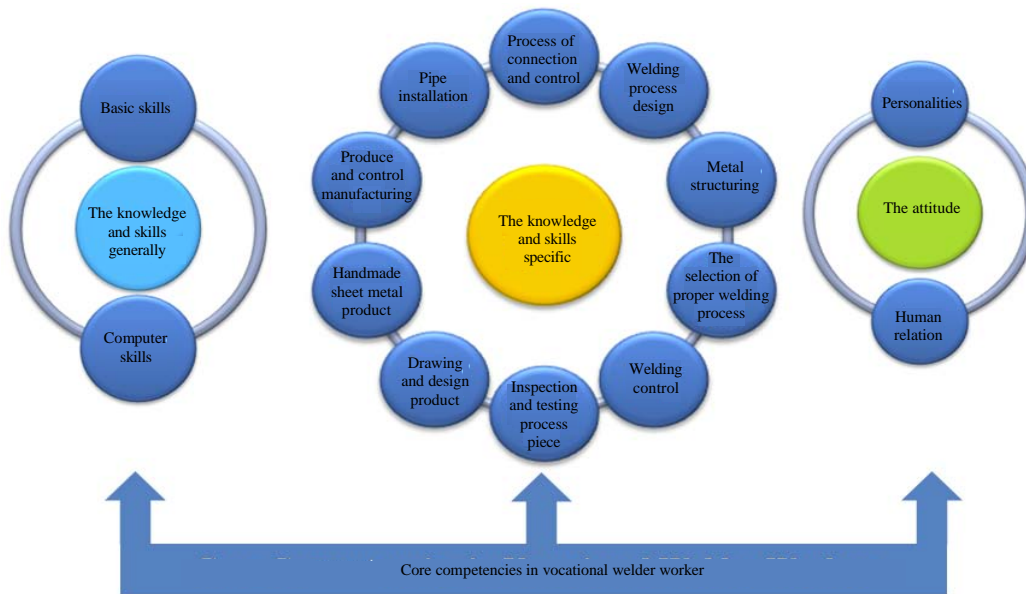 Basic skills
The knowledge
and skills
generally
Computer
skills
Process of
connection
and control
Welding
process
design
Metal
structuring
The
selection of
proper welding
process
Welding
control
Inspection
and testing
process
piece
Drawing
and design
product
Handmade
sheet metal
product
Produce
and control
manufacturing
Pipe
installation
The knowledge
and skills
specific
Personalities
The attitude
Human
relation
Core competencies in vocational welder worker